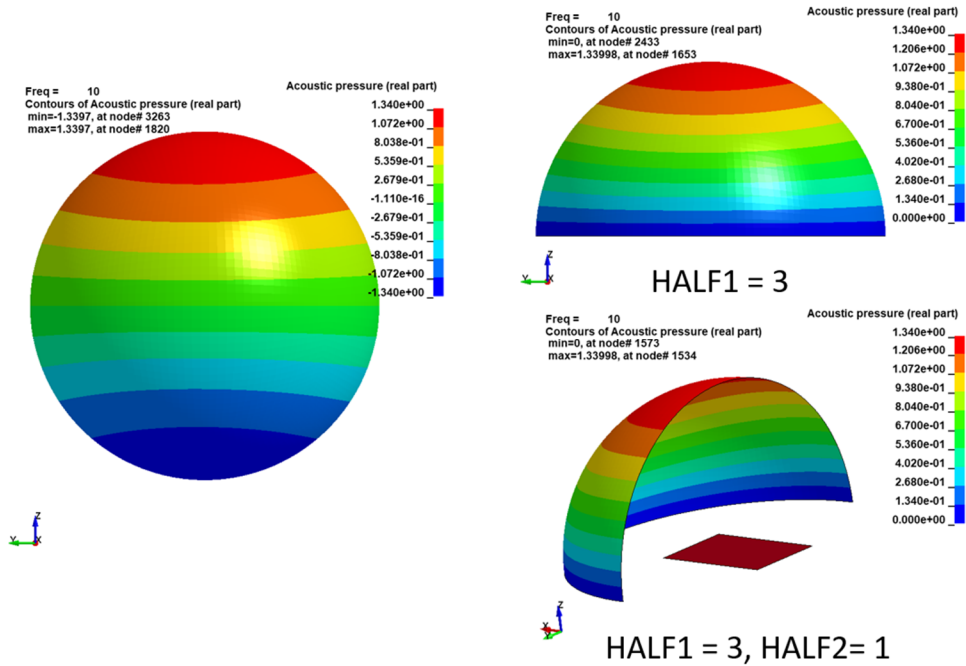 Freq = 10
Contours of Acoustic pressure (real part)
min=-1.3397, at node# 3263
max=1.3397, at node# 1820
Acoustic pressure (real part)
1.340e+00
1.072e+00
8.038e-01
5.359e-01
2.679e-01
-1.110e-16
-2.679e-01
-5.359e-01
-8.038e-01
-1.072e+00
-1.340e+00
Z
Y
X
Freq = 10
Contours of Acoustic pressure (real part)
min=0, at node# 2433
max=1.33998, at node# 1653
Acoustic pressure (real part)
1.340e+00
1.206e+00
1.072e+00
9.380e-01
8.040e-01
6.700e-01
5.360e-01
4.020e-01
2.680e-01
1.340e-01
0.000e+00
Z
Y
X
HALF1 = 3
Freq = 10
Contours of Acoustic pressure (real part)
min=0, at node# 1573
max=1.33998, at node# 1534
Acoustic pressure (real part)
1.340e+00
1.206e+00
1.072e+00
9.380e-01
8.040e-01
6.700e-01
5.360e-01
4.020e-01
2.680e-01
1.340e-01
0.000e+00
Z
X
Y
HALF1 = 3, HALF2= 1